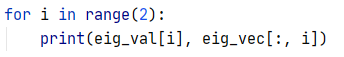 for i in range(2):
    print(eig_val[i], eig_vec[:, i])